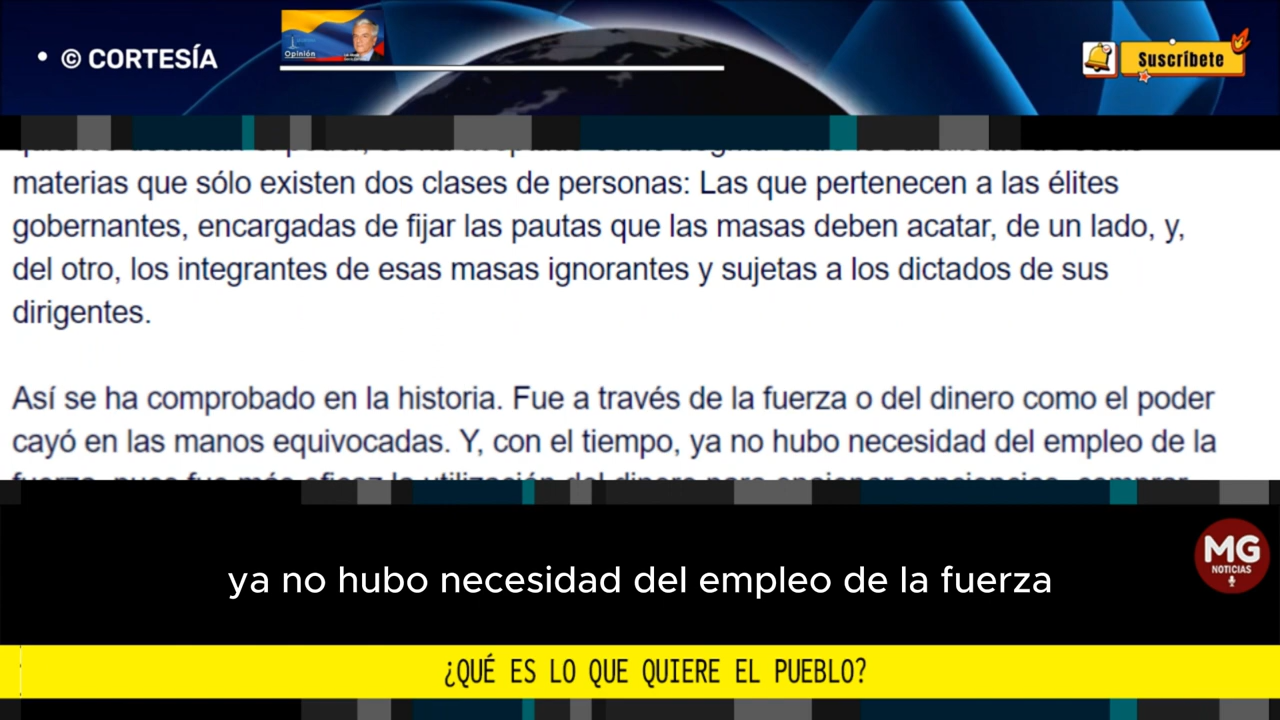 • © CORTESÍA
Opinión
Suscríbete
materias que sólo existen dos clases de personas: Las que pertenecen a las élites
gobernantes, encargadas de fijar las pautas que las masas deben acatar, de un lado, y,
del otro, los integrantes de esas masas ignorantes y sujetas a los dictados de sus
dirigentes.
Así se ha comprobado en la historia. Fue a través de la fuerza o del dinero como el poder
cayó en las manos equivocadas. Y, con el tiempo, ya no hubo necesidad del empleo de la
ya no hubo necesidad del empleo de la fuerza
MG
NOTICIAS
¿QUÉ ES LO QUE QUIERE EL PUEBLO?